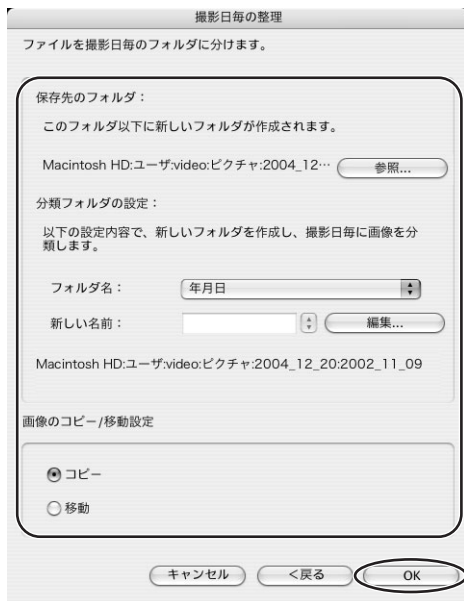 撮影日毎の整理
ファイルを撮影日毎のフォルダに分けます。
保存先のフォルダ：
このフォルダ以下に新しいフォルダが作成されます。
Macintosh HD:ユーザ:video:ピクチャ:2004_12… 参照...
分類フォルダの設定：
以下の設定内容で、新しいフォルダを作成し、撮影日毎に画像を分
類します。
フォルダ名： 年月日
新しい名前： 編集...
Macintosh HD:ユーザ:video:ピクチャ:2004_12_20:2002_11_09
画像のコピー/移動設定
コピー
移動
キャンセル <戻る OK